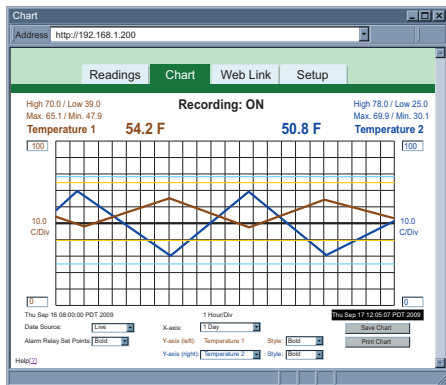 Chart
Address http://192.168.1.200
Readings Chart Web Link Setup
High 70.0 / Low 39.0 Recording: ON High 78.0 / Low 25.0
Max. 65.1 / Min. 47.9 Max. 69.9 / Min. 30.1
Temperature 1 54.2 F 50.8 F Temperature 2
100 100
10.0 10.0
C/Div C/Div
0 0
Thu Sep 16 08:00:00 PDT 2009 1 Hour/Div Thu Sep 17 12:05:07 PDT 2009
Data Source: Live X-axis: 1 Day Save Chart
Alarm Relay Set Points: Bold Y-axis (left): Temperature 1 Style: Bold Print Chart
Y-axis (right): Temperature 2 Style: Bold
Help[?]